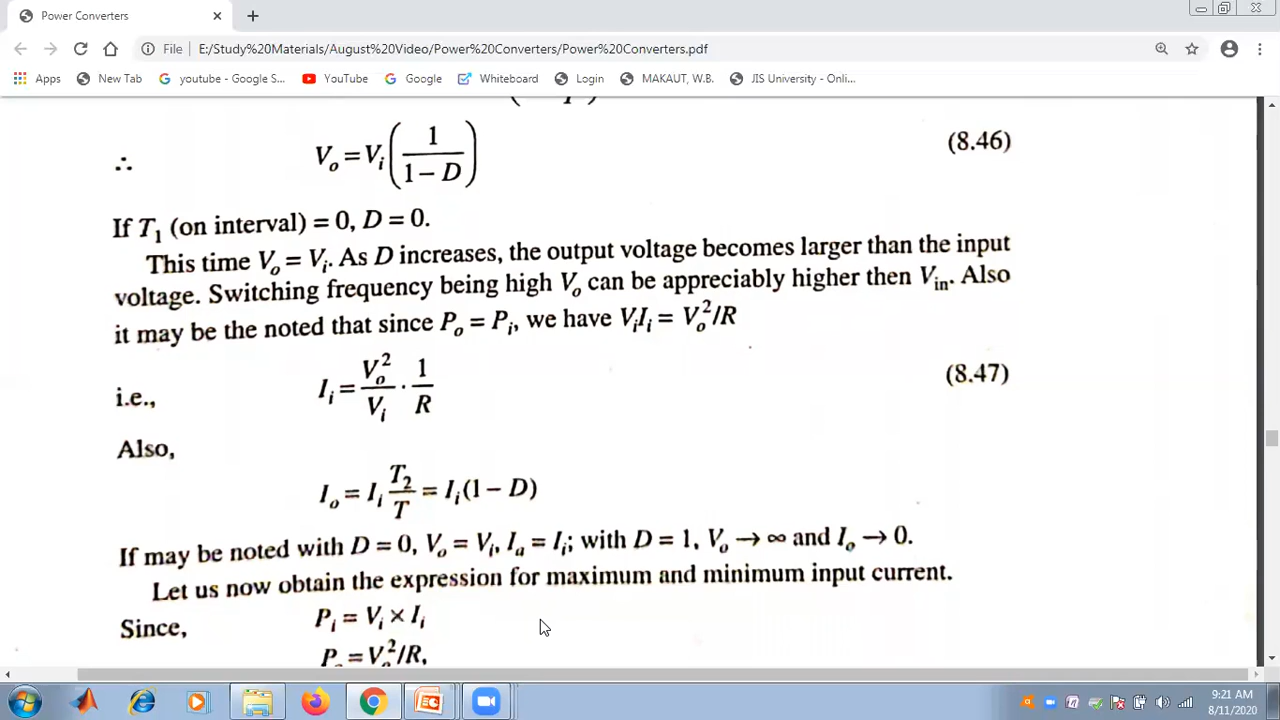 Power Converters
File | E:/Study%20Materials/August%20Video/Power%20Converters/Power%20Converters.pdf
Apps New Tab youtube - Google S... YouTube Google Whiteboard Login MAKAUT, W.B. JIS University - Onli...
∴ V_o = V_i (1/(1 − D)) (8.46)
If T_1 (on interval) = 0, D = 0.
This time V_o = V_i. As D increases, the output voltage becomes larger than the input
voltage. Switching frequency being high V_o can be appreciably higher then V_in. Also
it may be the noted that since P_o = P_i, we have V_iI_i = V_o^2/R
i.e., I_i = V_o^2/V_i · 1/R (8.47)
Also,
I_o = I_i T_2/T = I_i(1 − D)
If may be noted with D = 0, V_o = V_i, I_a = I_i; with D = 1, V_o → ∞ and I_o → 0.
Let us now obtain the expression for maximum and minimum input current.
Since, P_i = V_i × I_i
P_o = V_o^2/R,
9:21 AM
8/11/2020